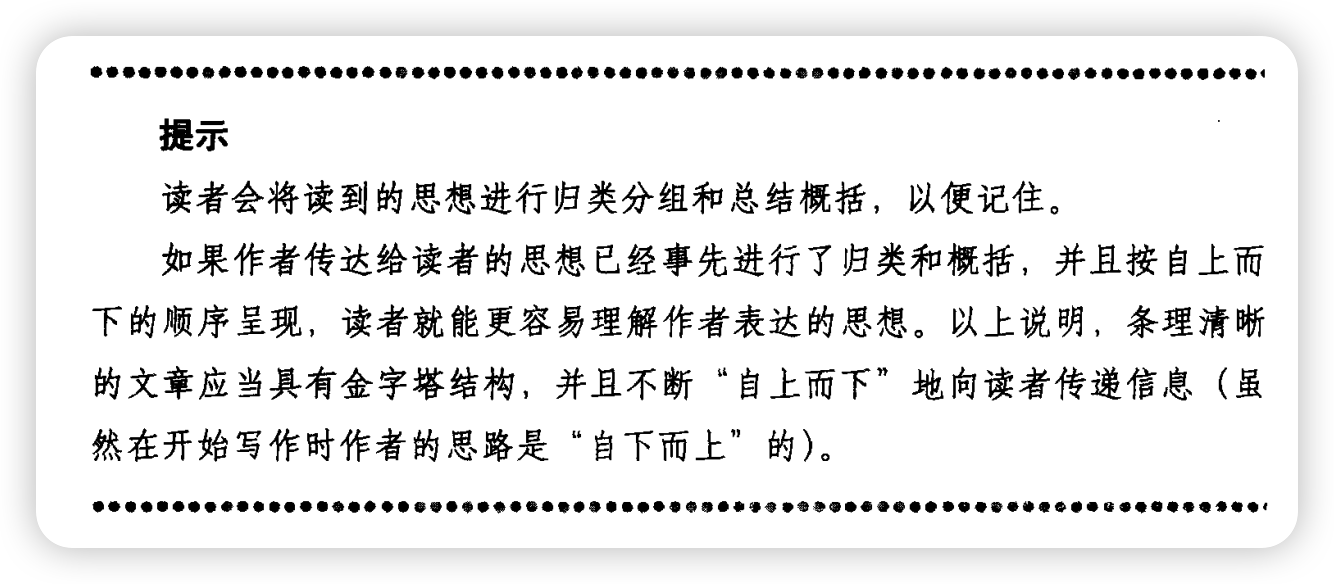 提示
读者会将读到的思想进行归类分组和总结概括，以便记住。
如果作者传达给读者的思想已经事先进行了归类和概括，并且按自上而
下的顺序呈现，读者就能更容易理解作者表达的思想。以上说明，条理清晰
的文章应当具有金字塔结构，并且不断“自上而下”地向读者传递信息（虽
然在开始写作时作者的思路是“自下而上”的）。